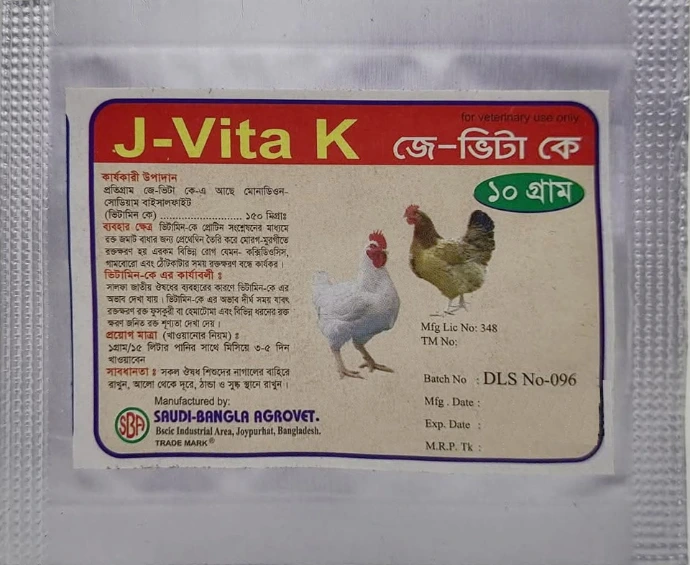 for veterinary use only
J-Vita K জে-ভিটা কে
১০ গ্রাম
কার্যকারী উপাদান
প্রতিগ্রাম জে-ভিটা কে-এ আছে মোনাডিওন-
সোডিয়াম বাইসালফাইট
(ভিটামিন কে) ........................ ১৫০ মিগ্রাঃ
ব্যবহার ক্ষেত্র ভিটামিন-কে প্রোটিন সংশ্লেষনের মাধ্যমে
রক্ত জমাট বাধার জন্য প্রোথোম্বিন তৈরি করে মোরগ-মুরগীতে
রক্তক্ষরণ হয় এরকম বিভিন্ন রোগ যেমন- কক্সিডিওসিস,
গামবোরো এবং ঠোঁটকাটার সময় রক্তক্ষরণ বন্ধে কার্যকর।
ভিটামিন-কে এর কার্যাবলী ঃ
সালফা জাতীয় ঔষধের ব্যবহারের কারণে ভিটামিন-কে এর
অভাব দেখা যায়। ভিটামিন-কে এর অভাব দীর্ঘ সময় যাবৎ
রক্তক্ষরণ রক্ত ফুসকুরী বা হেমাটোমা এবং বিভিন্ন ধরনের রক্ত
ক্ষরণ জনিত রক্ত শূণ্যতা দেখা দেয়।
প্রয়োগ মাত্রা (খাওয়ানোর নিয়ম) ঃ
১গ্রাম/১৫ লিটার পানির সাথে মিসিয়ে ৩-৫ দিন
খাওয়াবেন
সাবধানতা ঃ সকল ঔষধ শিশুদের নাগালের বাহিরে
রাখুন, আলো থেকে দূরে, ঠান্ডা ও সুষ্ক স্থানে রাখুন।
Manufactured by:
SBA SAUDI-BANGLA AGROVET.
Bscic Industrial Area, Joypurhat, Bangladesh.
TRADE MARK ®
Mfg Lic No: 348
TM No:
Batch No : DLS No-096
Mfg . Date :
Exp. Date :
M.R.P. Tk :